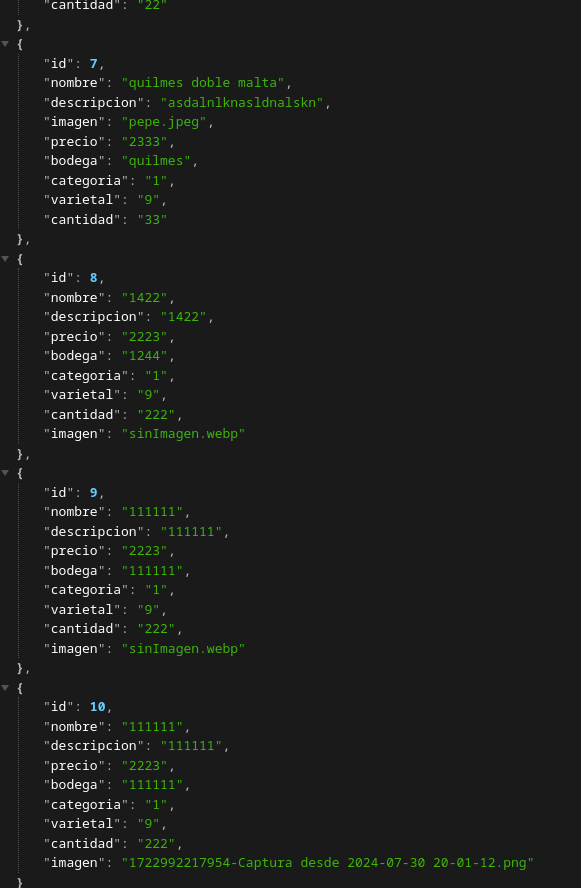 "cantidad": "22"
},
{
"id": 7,
"nombre": "quilmes doble malta",
"descripcion": "asdalnlknasldnalskn",
"imagen": "pepe.jpeg",
"precio": "2333",
"bodega": "quilmes",
"categoria": "1",
"varietal": "9",
"cantidad": "33"
},
{
"id": 8,
"nombre": "1422",
"descripcion": "1422",
"precio": "2223",
"bodega": "1244",
"categoria": "1",
"varietal": "9",
"cantidad": "222",
"imagen": "sinImagen.webp"
},
{
"id": 9,
"nombre": "111111",
"descripcion": "111111",
"precio": "2223",
"bodega": "111111",
"categoria": "1",
"varietal": "9",
"cantidad": "222",
"imagen": "sinImagen.webp"
},
{
"id": 10,
"nombre": "111111",
"descripcion": "111111",
"precio": "2223",
"bodega": "111111",
"categoria": "1",
"varietal": "9",
"cantidad": "222",
"imagen": "1722992217954-Captura desde 2024-07-30 20-01-12.png"
}